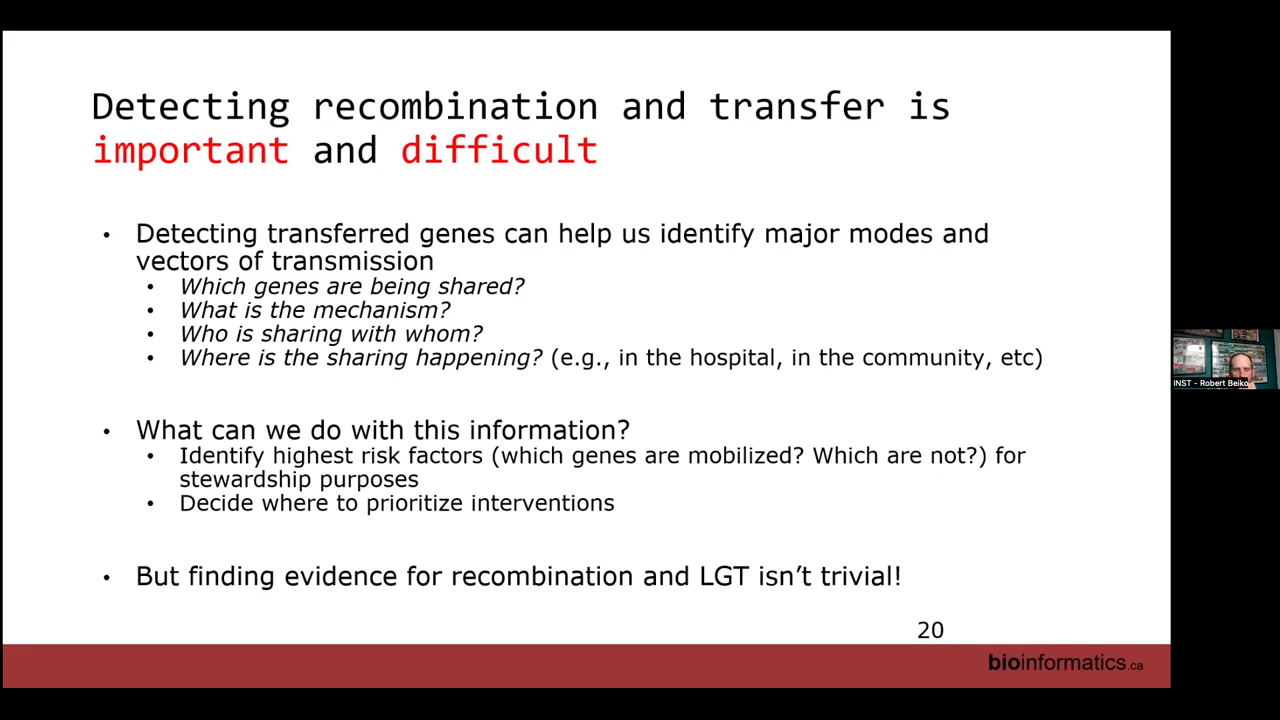 Detecting recombination and transfer is
important and difficult
• Detecting transferred genes can help us identify major modes and
vectors of transmission
• Which genes are being shared?
• What is the mechanism?
• Who is sharing with whom?
• Where is the sharing happening? (e.g., in the hospital, in the community, etc)
• What can we do with this information?
• Identify highest risk factors (which genes are mobilized? Which are not?) for
stewardship purposes
• Decide where to prioritize interventions
• But finding evidence for recombination and LGT isn’t trivial!
20
bioinformatics.ca
INST - Robert Beiko